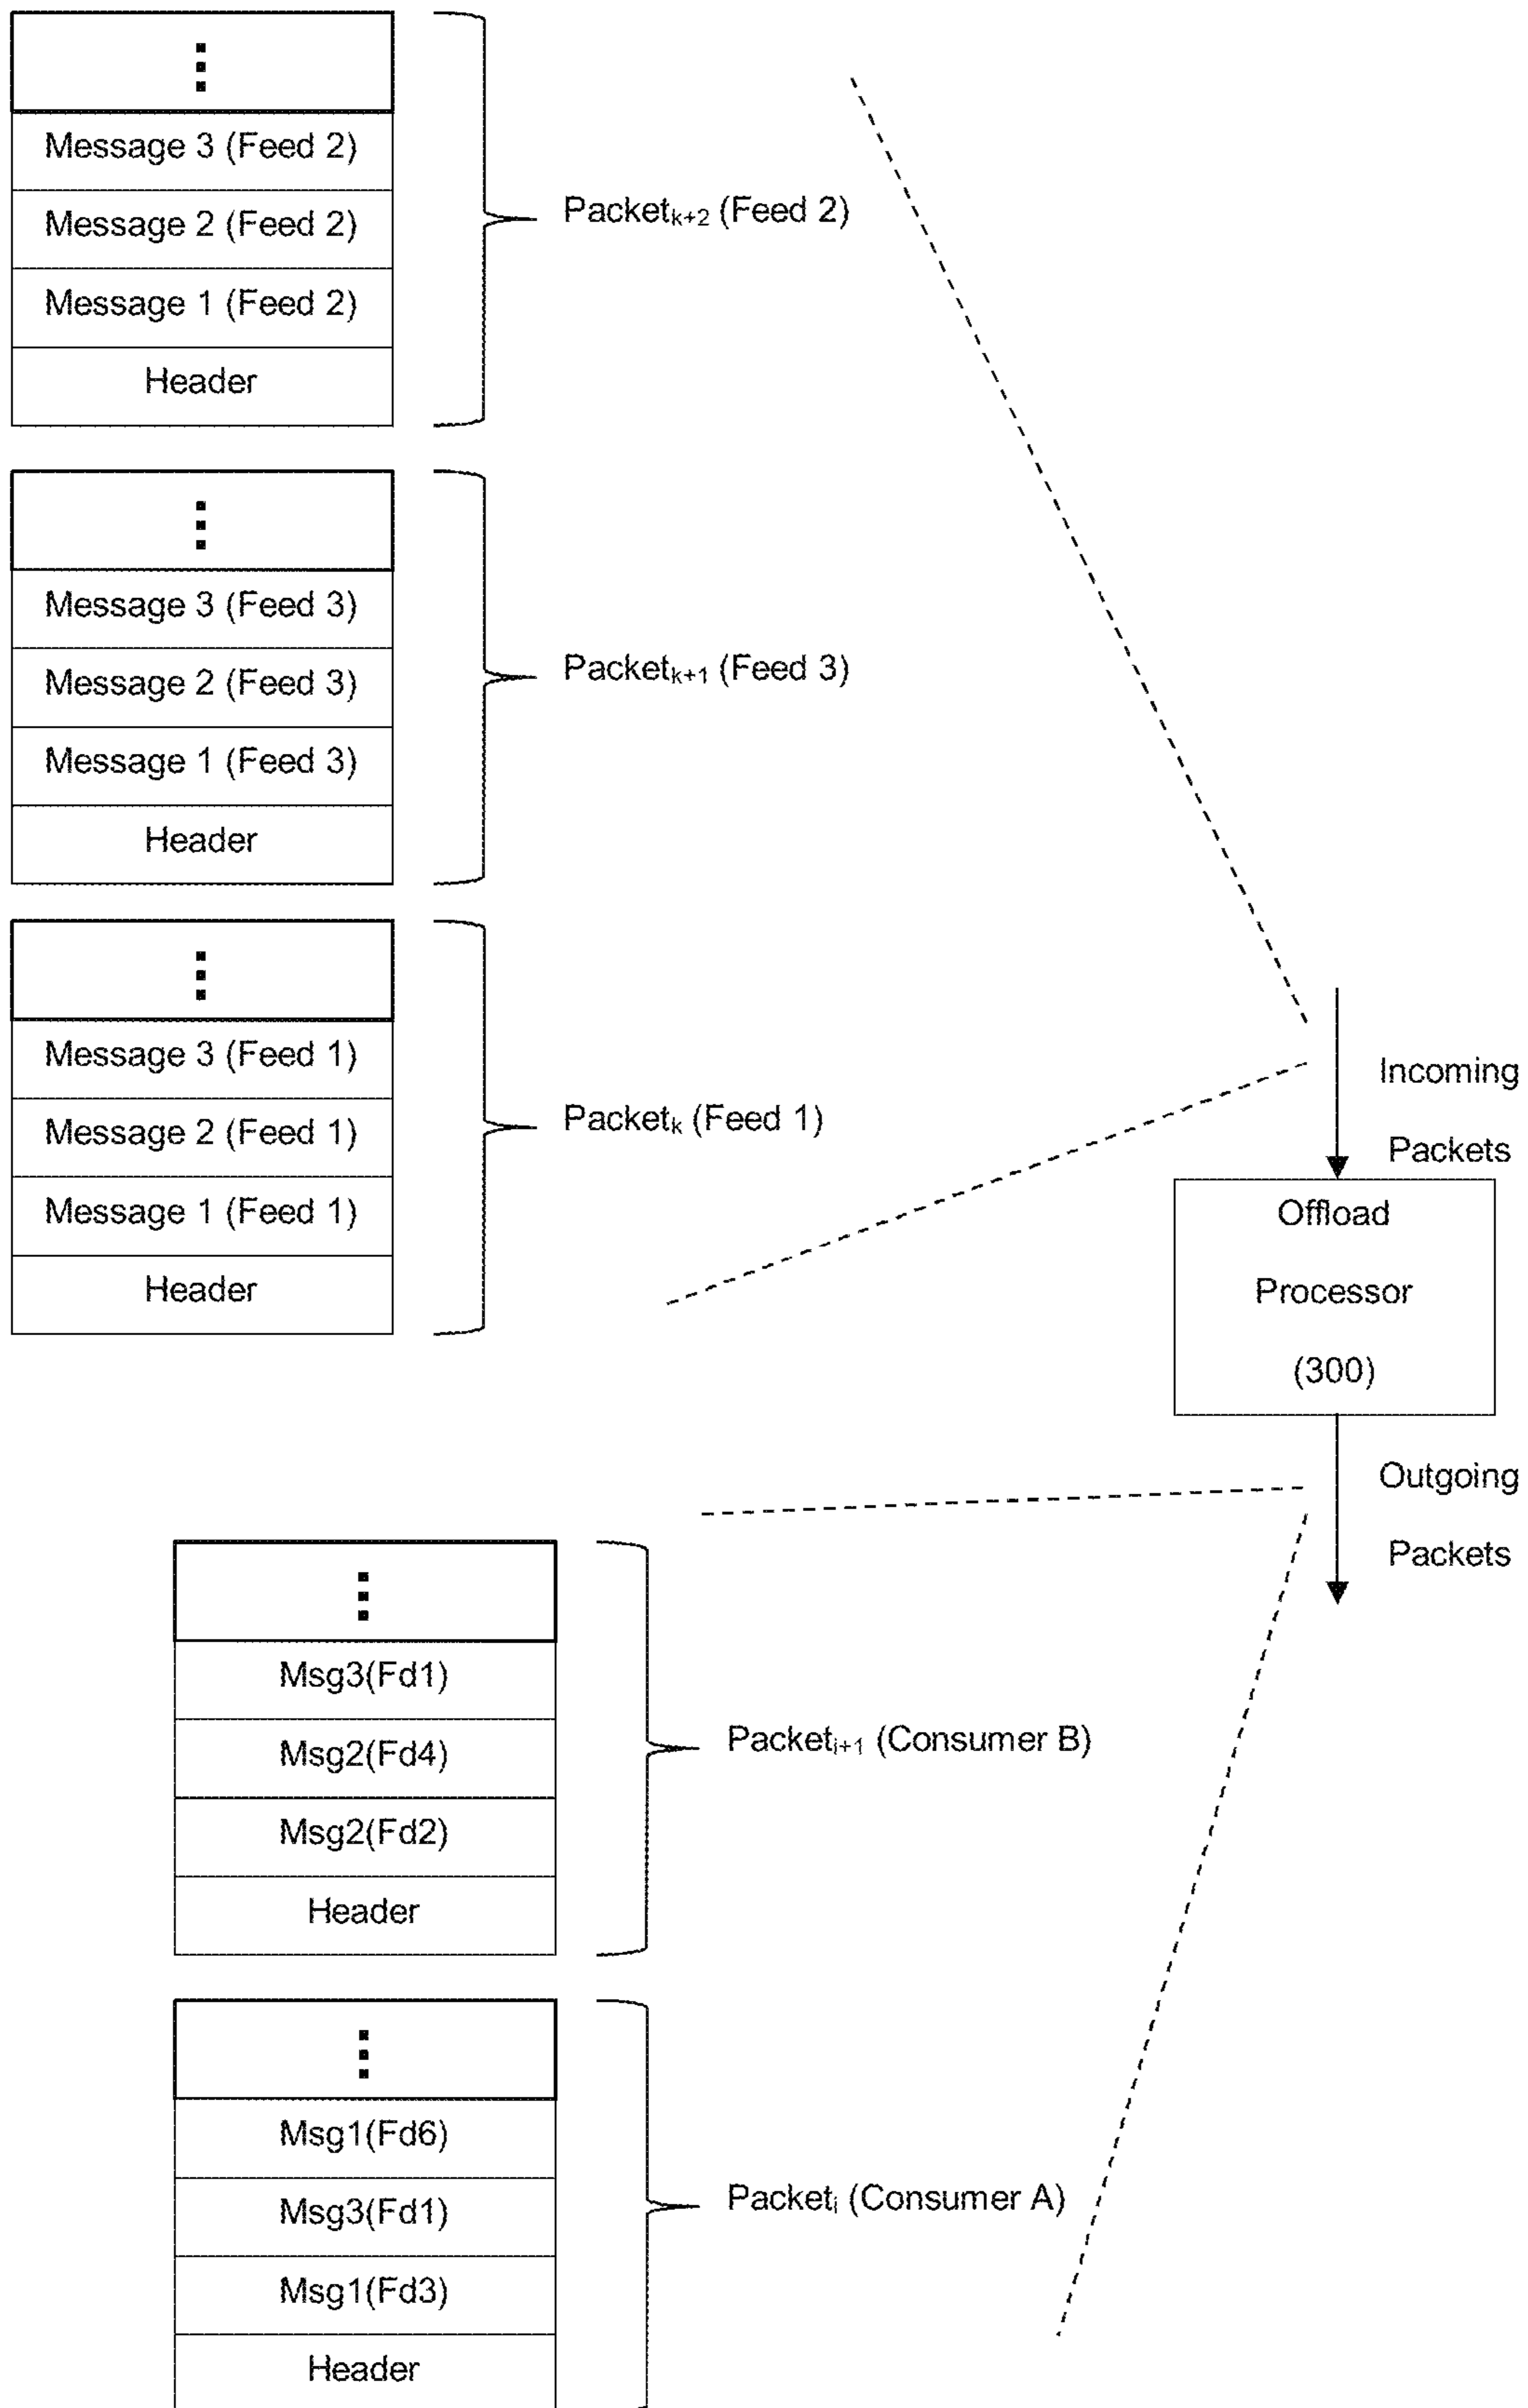 Message 3 (Feed 2)
Message 2 (Feed 2)
Message 1 (Feed 2)
Header
Packetk+2 (Feed 2)
Message 3 (Feed 3)
Message 2 (Feed 3)
Message 1 (Feed 3)
Header
Packetk+1 (Feed 3)
Message 3 (Feed 1)
Message 2 (Feed 1)
Message 1 (Feed 1)
Header
Packetk (Feed 1)
Incoming
Packets
Offload
Processor
(300)
Outgoing
Packets
Msg3(Fd1)
Msg2(Fd4)
Msg2(Fd2)
Header
Packeti+1 (Consumer B)
Msg1(Fd6)
Msg3(Fd1)
Msg1(Fd3)
Header
Packeti (Consumer A)